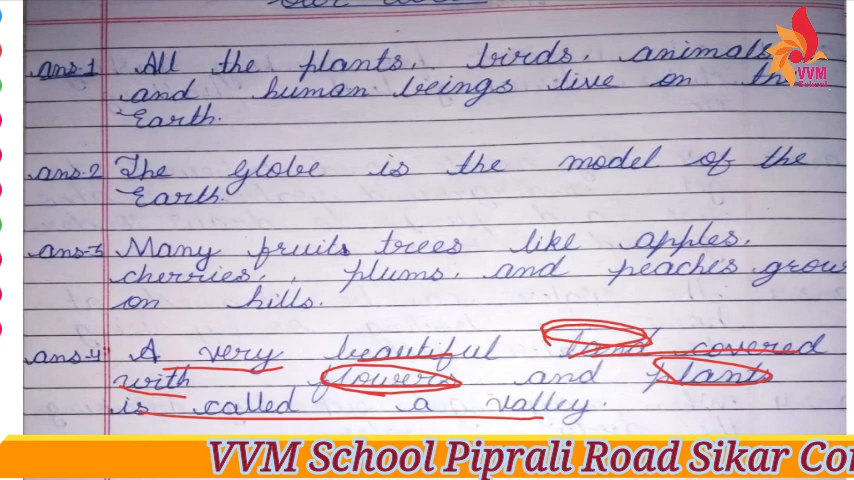 ans-1 All the plants, birds, animals
and human beings live on the
Earth.
ans-2 The globe is the model of the
Earth.
ans-3 Many fruits trees like apples,
cherries, plums, and peaches grow
on hills.
ans-4 A very beautiful land covered
with flowers and plants
is called a valley.
VVM
School
VVM School Piprali Road Sikar Con